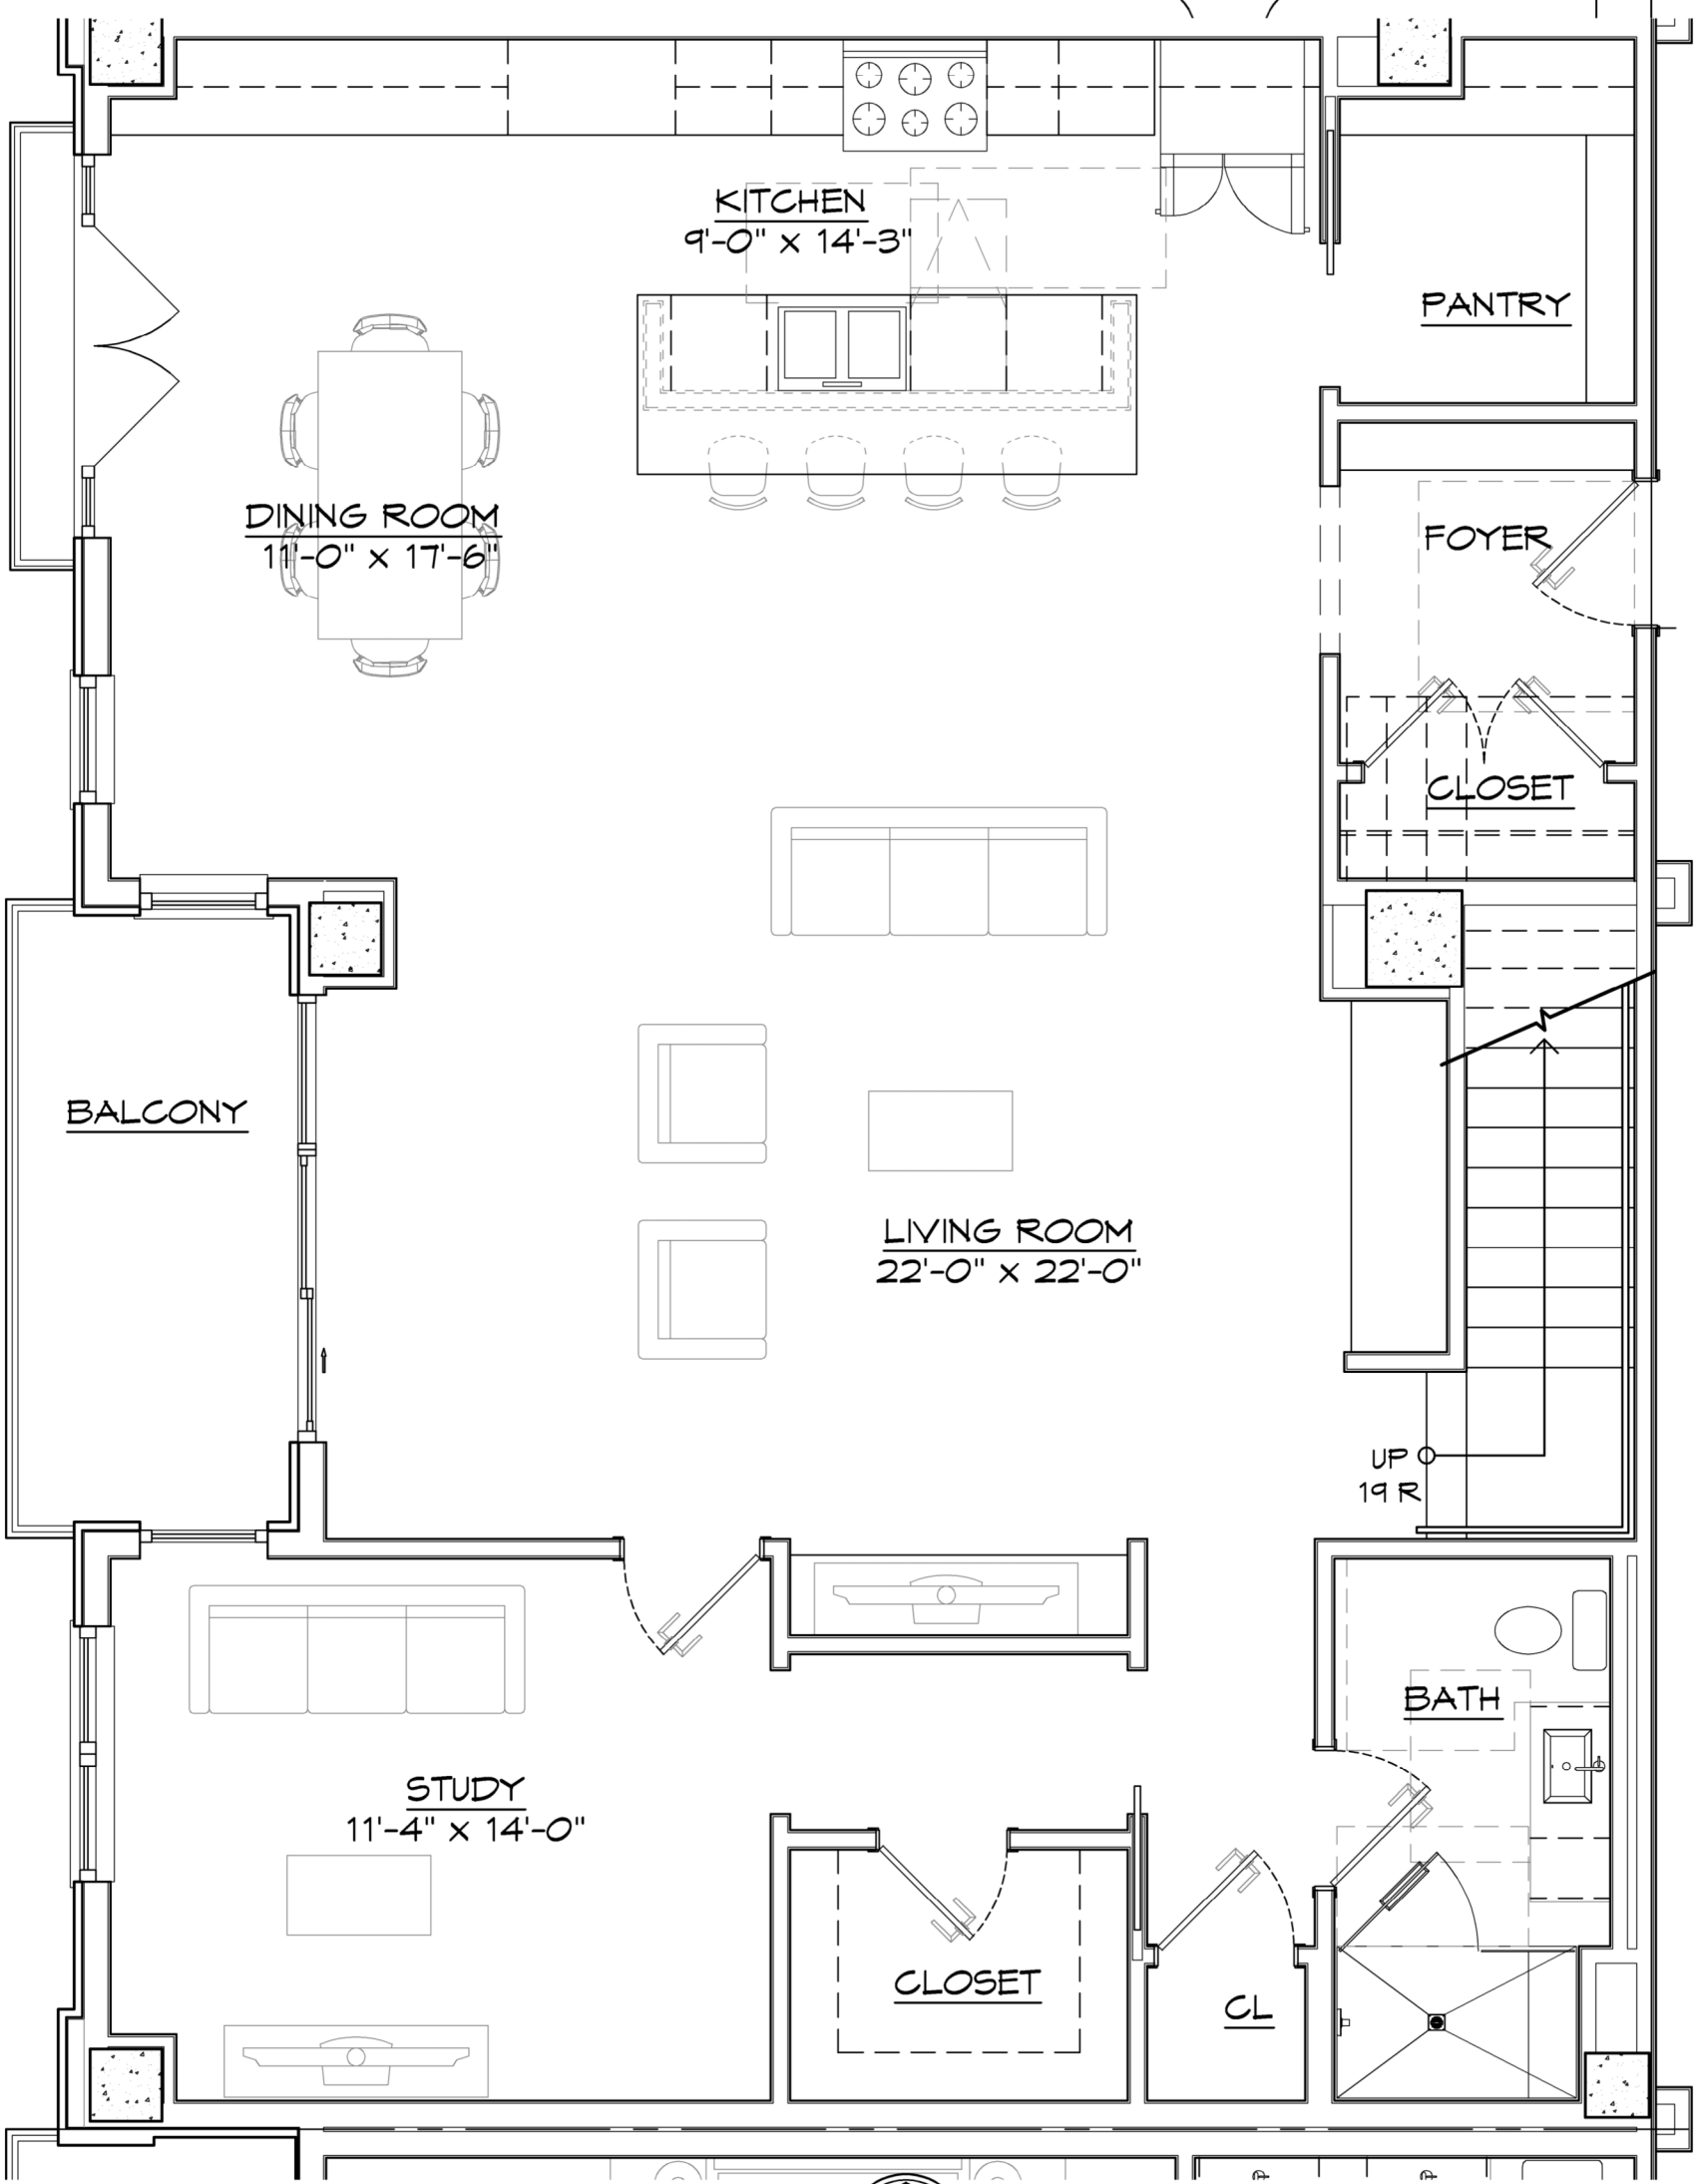 KITCHEN
9'-0" x 14'-3"
PANTRY
DINING ROOM
11'-0" x 17'-6"
FOYER
CLOSET
BALCONY
LIVING ROOM
22'-0" x 22'-0"
UP
19 R
BATH
STUDY
11'-4" x 14'-0"
CLOSET
CL